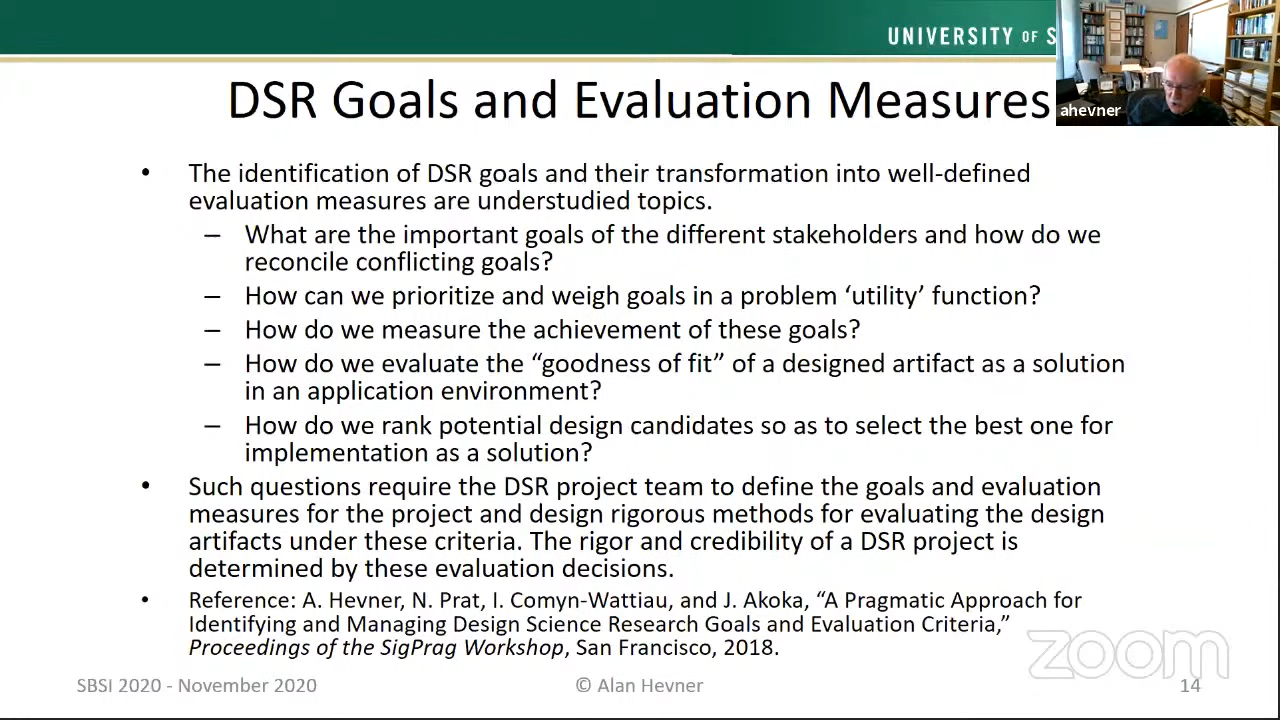 UNIVERSITY OF S
ahevner
DSR Goals and Evaluation Measures
• The identification of DSR goals and their transformation into well-defined
evaluation measures are understudied topics.
– What are the important goals of the different stakeholders and how do we
reconcile conflicting goals?
– How can we prioritize and weigh goals in a problem ‘utility’ function?
– How do we measure the achievement of these goals?
– How do we evaluate the “goodness of fit” of a designed artifact as a solution
in an application environment?
– How do we rank potential design candidates so as to select the best one for
implementation as a solution?
• Such questions require the DSR project team to define the goals and evaluation
measures for the project and design rigorous methods for evaluating the design
artifacts under these criteria. The rigor and credibility of a DSR project is
determined by these evaluation decisions.
• Reference: A. Hevner, N. Prat, I. Comyn-Wattiau, and J. Akoka, “A Pragmatic Approach for
Identifying and Managing Design Science Research Goals and Evaluation Criteria,”
Proceedings of the SigPrag Workshop, San Francisco, 2018.
zoom
SBSI 2020 - November 2020
© Alan Hevner
14